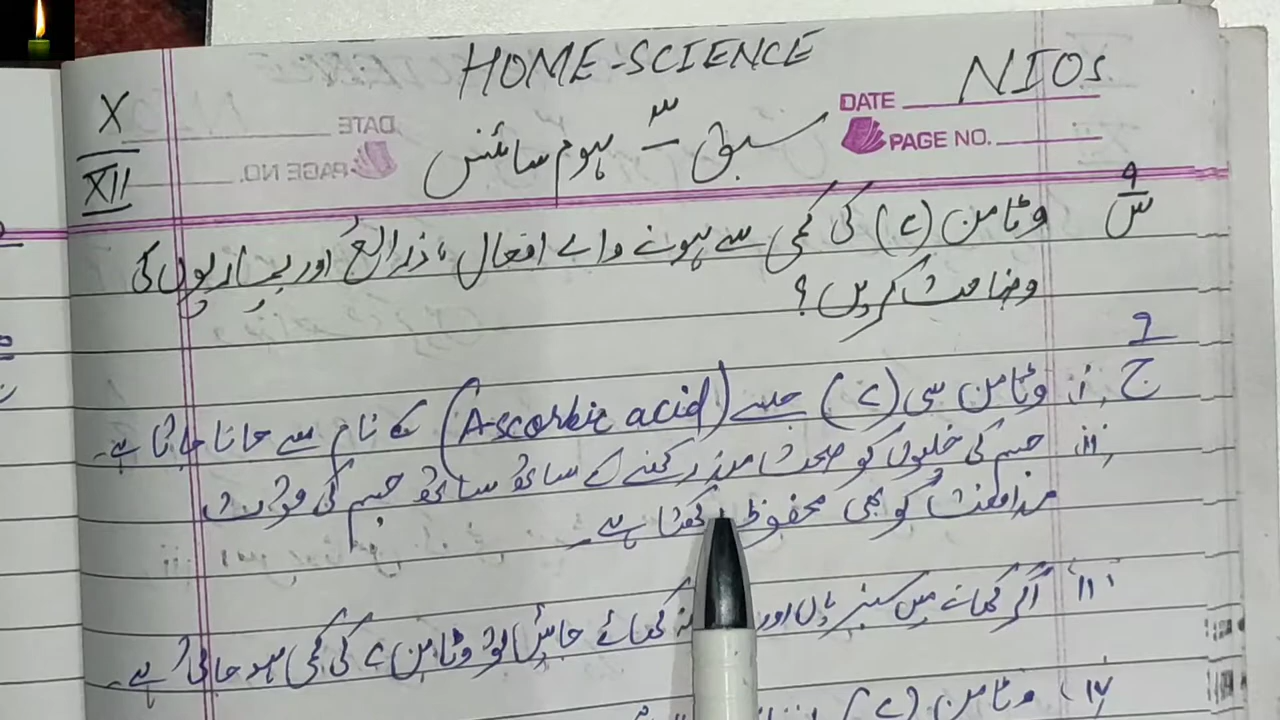 HOME-SCIENCE
NIOS
X
XII
DATE
PAGE NO.
سبق ۳ – ہوم سائنس
س ۹ وٹامن (c) کی کمی سے ہونے والے افعال، ذرائع اور بیماریوں کی
وضاحت کریں؟
ج 9
i, وٹامن سی (c) جسے (Ascorbic acid) کے نام سے جانا جاتا ہے۔
ii, جسم کی خلیوں کو صحت مند رکھنے کے ساتھ ساتھ جسم کی قوت
مدافعت کو بھی محفوظ رکھتا ہے۔
iii اگر کھانے میں سبزیاں اور نہ کھائے جائیں تو وٹامن c کی کمی ہو جاتی ہے۔
iv, وٹامن (c)